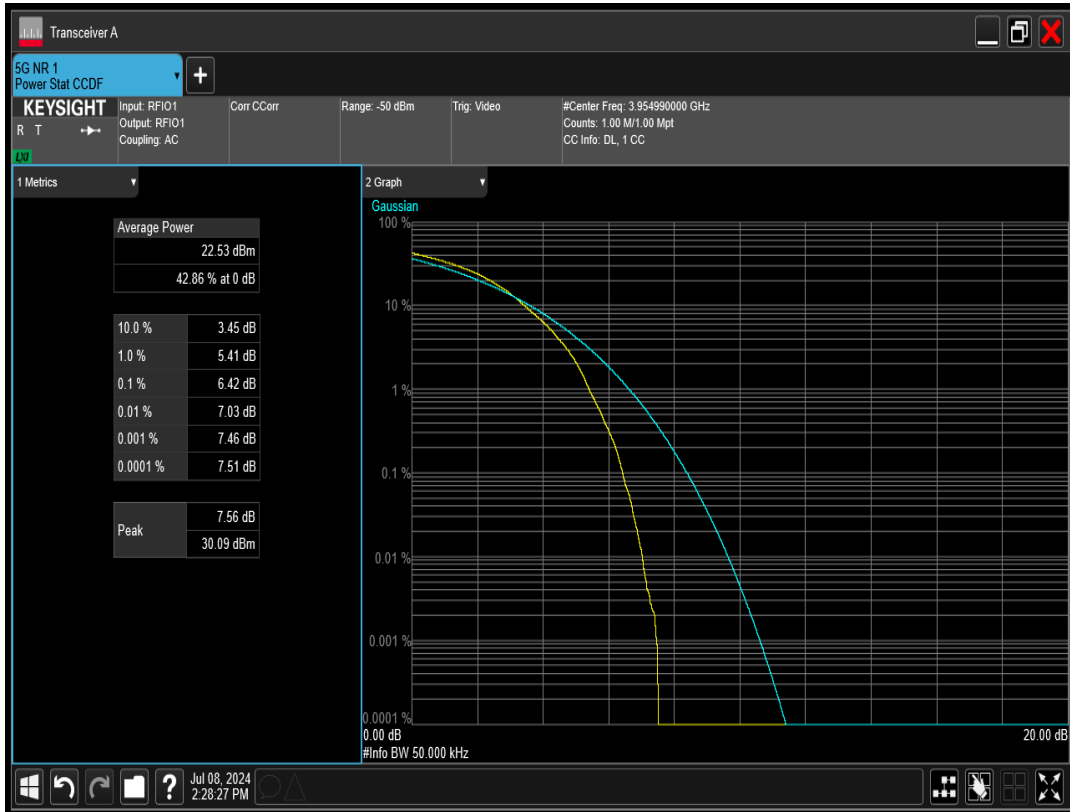 Transceiver A
5G NR 1
Power Stat CCDF
+
KEYSIGHT
R T
LXI
Input: RFIO1
Output: RFIO1
Coupling: AC
Corr CCorr
Range: -50 dBm
Trig: Video
#Center Freq: 3.954990000 GHz
Counts: 1.00 M/1.00 Mpt
CC Info: DL, 1 CC
1 Metrics
Average Power
22.53 dBm
42.86 % at 0 dB
10.0 % 3.45 dB
1.0 % 5.41 dB
0.1 % 6.42 dB
0.01 % 7.03 dB
0.001 % 7.46 dB
0.0001 % 7.51 dB
Peak
7.56 dB
30.09 dBm
2 Graph
Gaussian
100 %
10 %
1 %
0.1 %
0.01 %
0.001 %
0.0001 %
0.00 dB 20.00 dB
#Info BW 50.000 kHz
?
Jul 08, 2024
2:28:27 PM